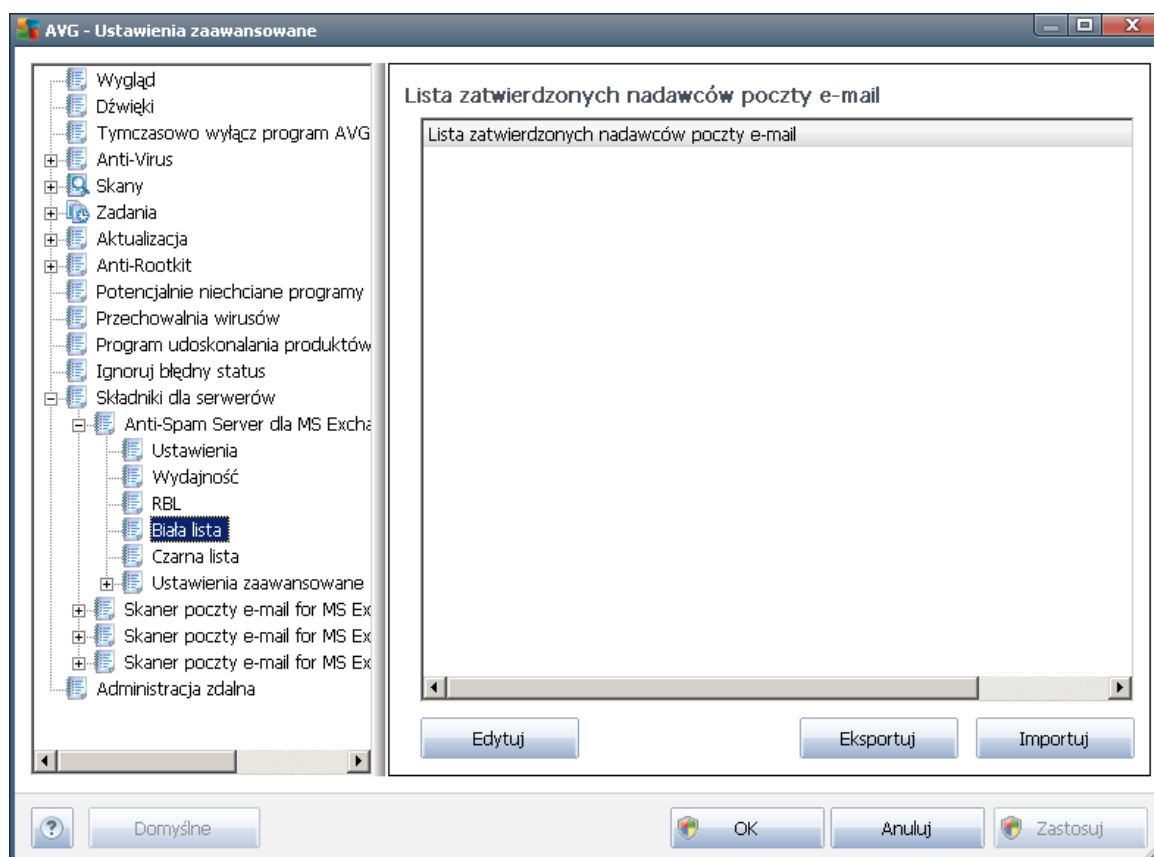 AVG - Ustawienia zaawansowane
Wygląd
Dźwięki
Tymczasowo wyłącz program AVG
Anti-Virus
Skany
Zadania
Aktualizacja
Anti-Rootkit
Potencjalnie niechciane programy
Przechowalnia wirusów
Program udoskonalania produktów
Ignoruj błędny status
Składniki dla serwerów
Anti-Spam Server dla MS Excha
Ustawienia
Wydajność
RBL
Biała lista
Czarna lista
Ustawienia zaawansowane
Skaner poczty e-mail for MS Ex
Skaner poczty e-mail for MS Ex
Skaner poczty e-mail for MS Ex
Administracja zdalna
Lista zatwierdzonych nadawców poczty e-mail
Lista zatwierdzonych nadawców poczty e-mail
Edytuj
Eksportuj
Importuj
?
Domyślne
OK
Anuluj
Zastosuj